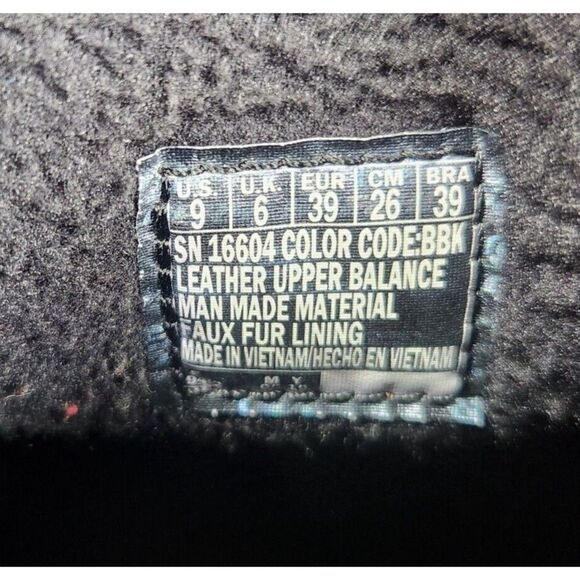 U.S. U.K. EUR CM BRA
9 6 39 26 39
SN 16604 COLOR CODE:BBK
LEATHER UPPER BALANCE
MAN MADE MATERIAL
FAUX FUR LINING
MADE IN VIETNAM/HECHO EN VIETNAM
M Y